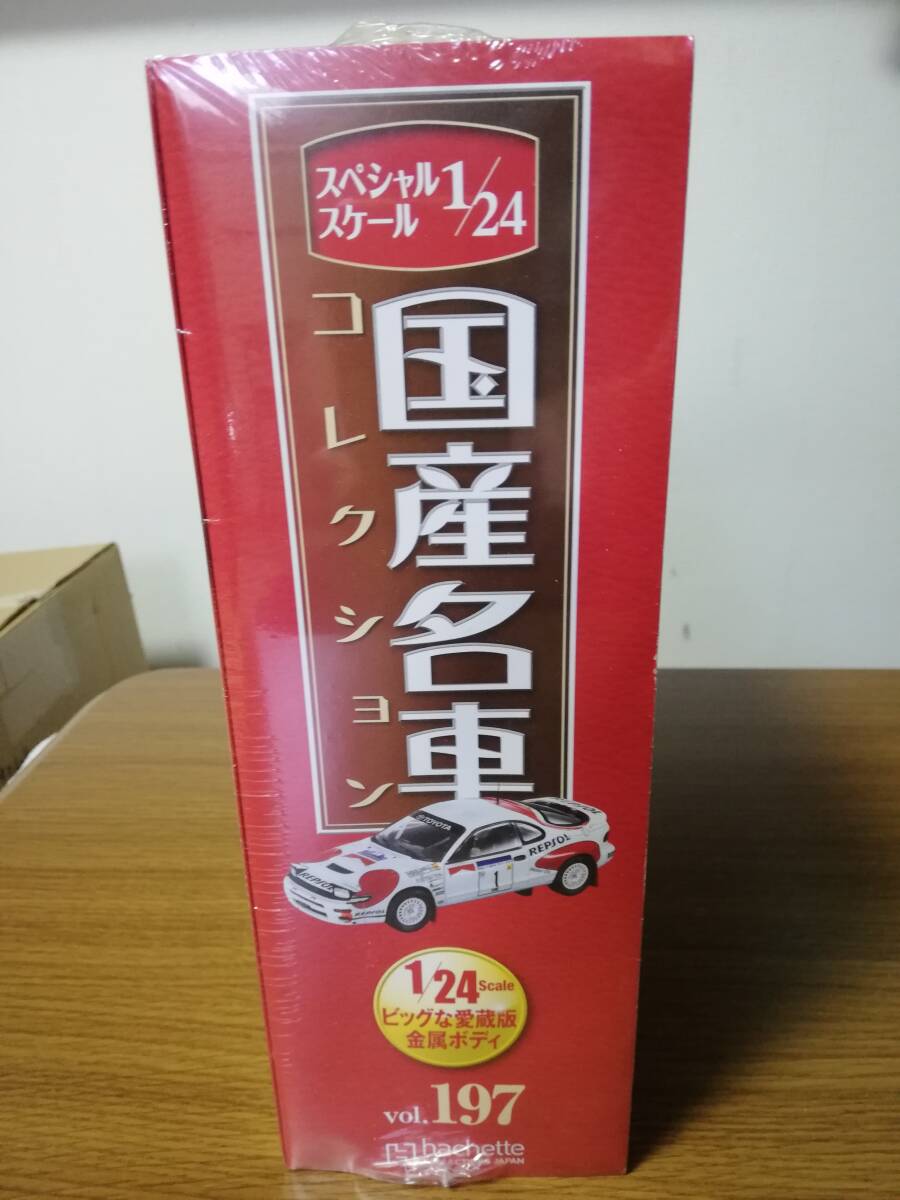 スペシャル
スケール
1/24
国産名車
コレクション
TOYOTA
REPSOL
REPSOL
1
REPSOL
1/24 Scale
ビッグな愛蔵版
金属ボディ
vol.197
hachette
JAPAN